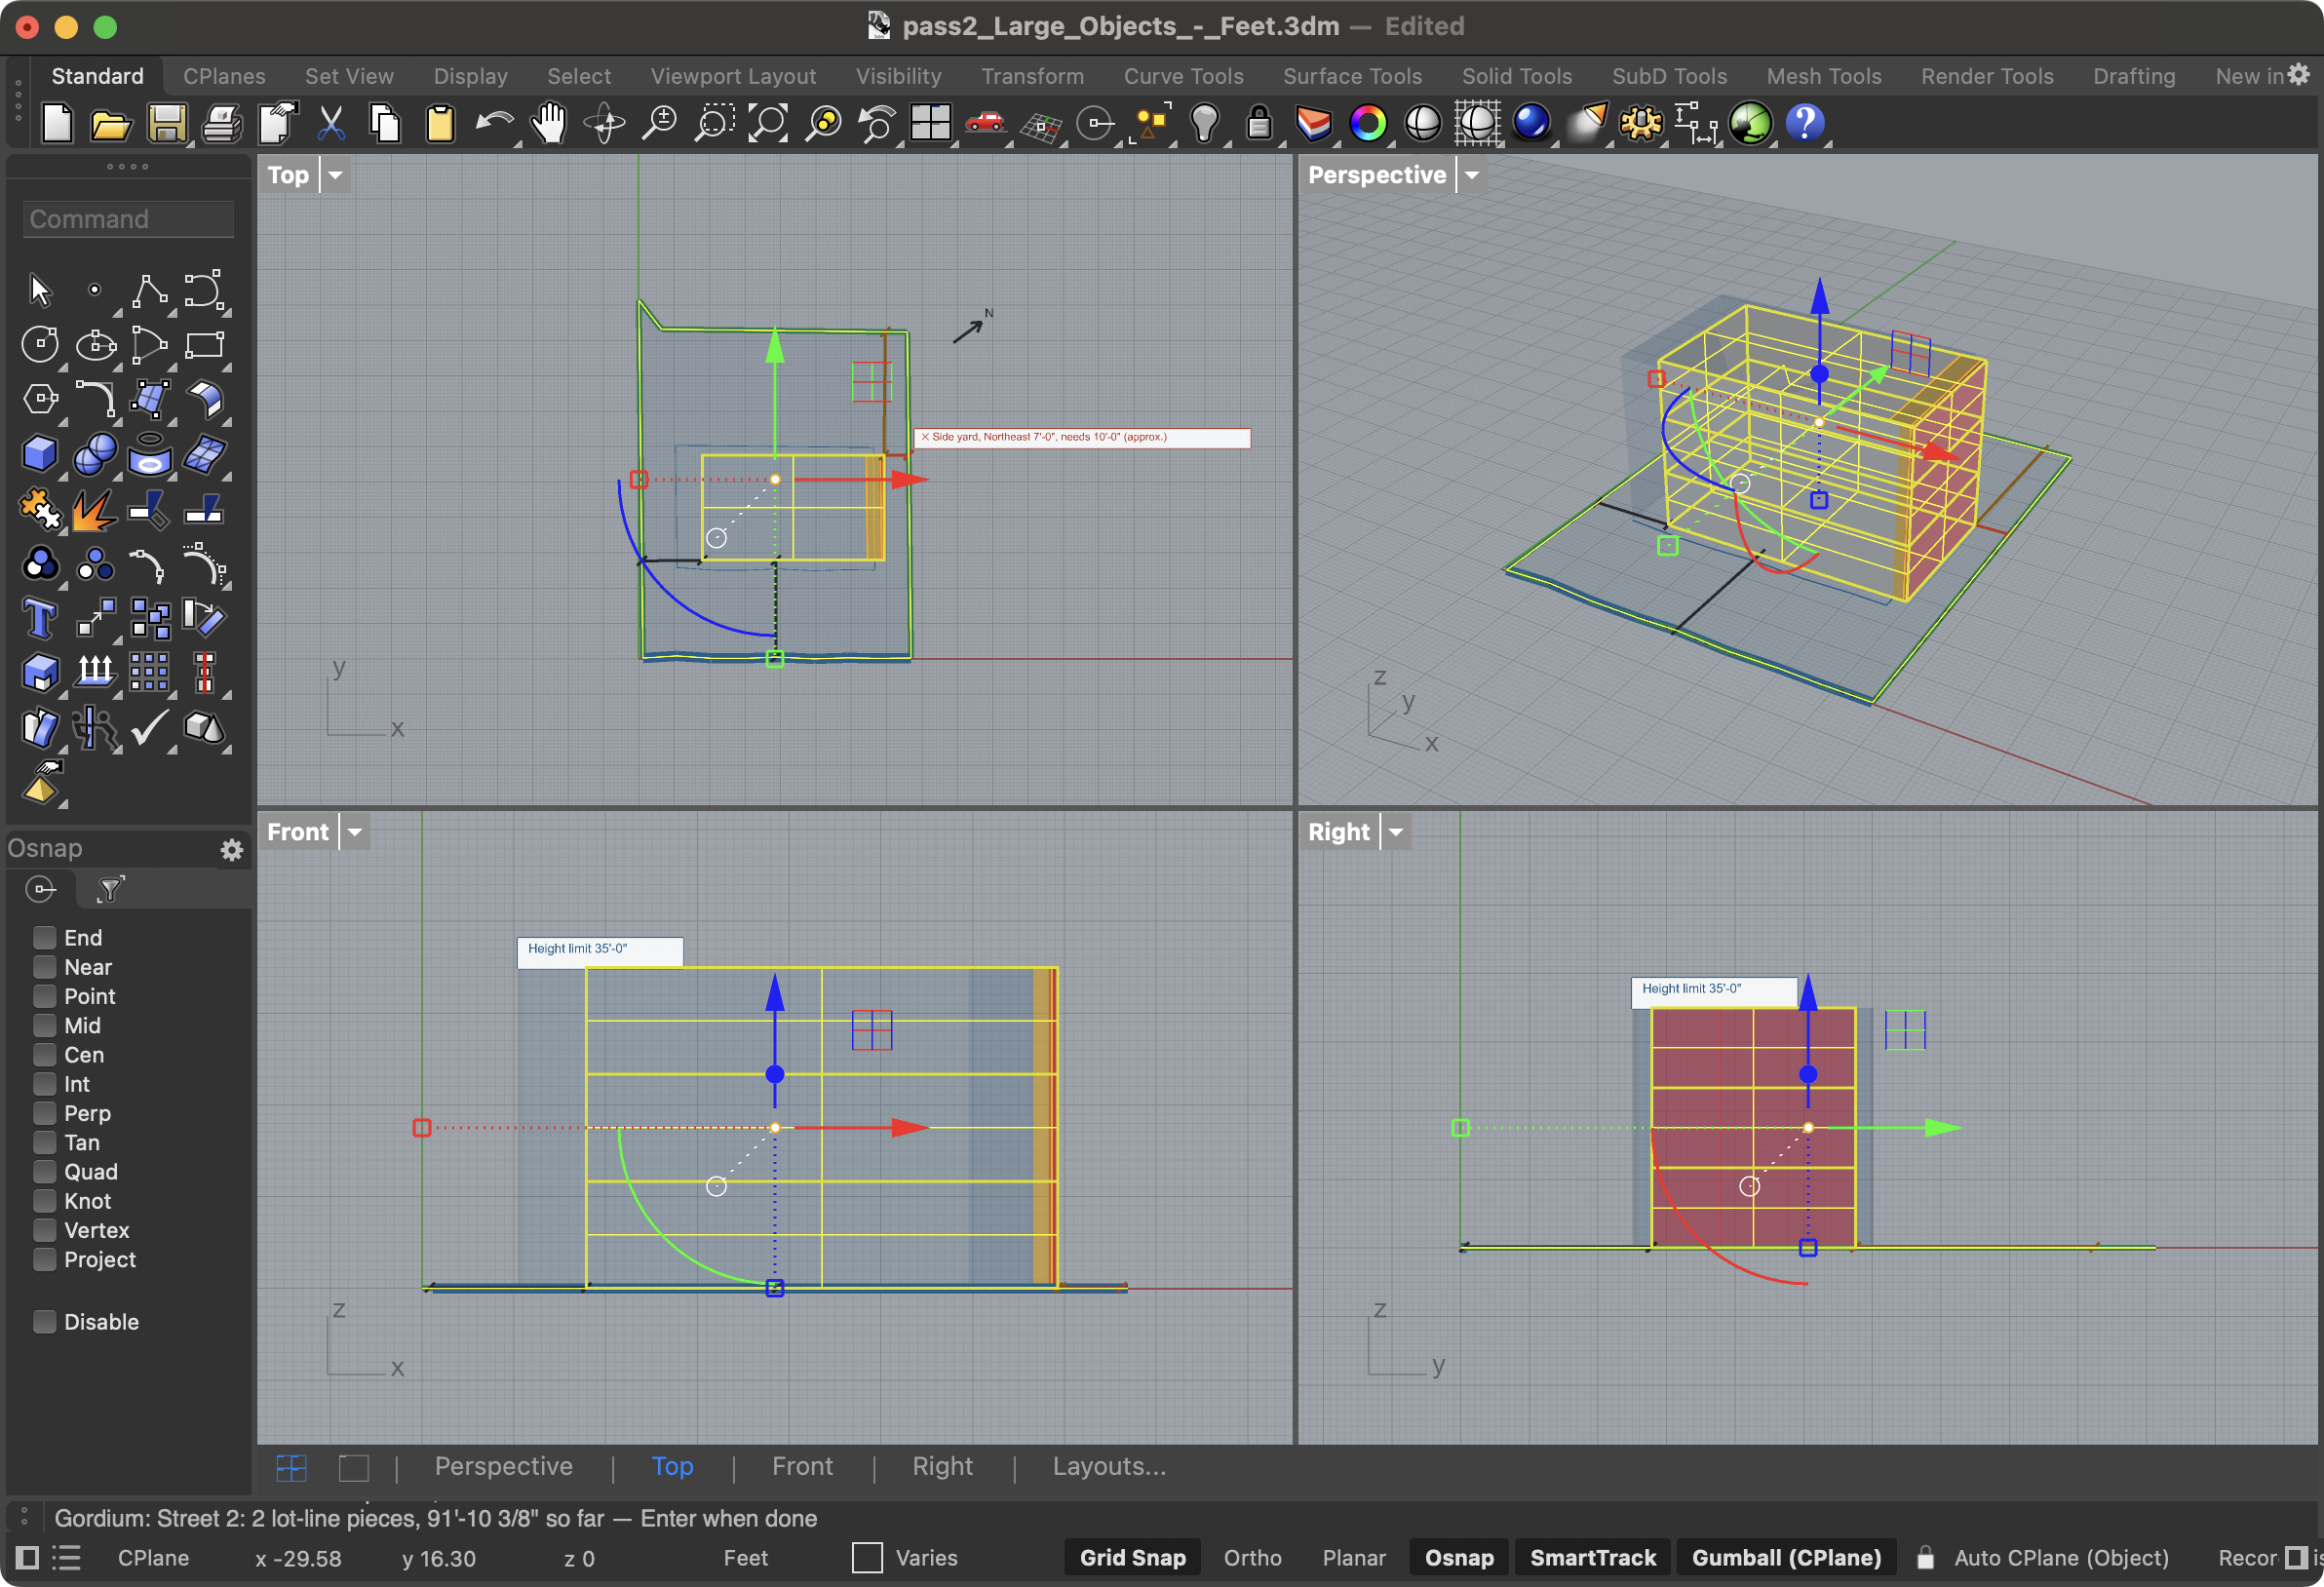 pass2_Large_Objects_-_Feet.3dm — Edited
Standard CPlanes Set View Display Select Viewport Layout Visibility Transform Curve Tools Surface Tools Solid Tools SubD Tools Mesh Tools Render Tools Drafting New in
Command
Top
N
× Side yard, Northeast 7'-0", needs 10'-0" (approx.)
y
x
Perspective
z
y
x
Osnap
End
Near
Point
Mid
Cen
Int
Perp
Tan
Quad
Knot
Vertex
Project
Disable
Front
Height limit 35'-0"
z
x
Right
Height limit 35'-0"
z
y
Perspective | Top | Front | Right | Layouts...
Gordium: Street 2: 2 lot-line pieces, 91'-10 3/8" so far — Enter when done
CPlane x -29.58 y 16.30 z 0 Feet Varies Grid Snap Ortho Planar Osnap SmartTrack Gumball (CPlane) Auto CPlane (Object) Recor